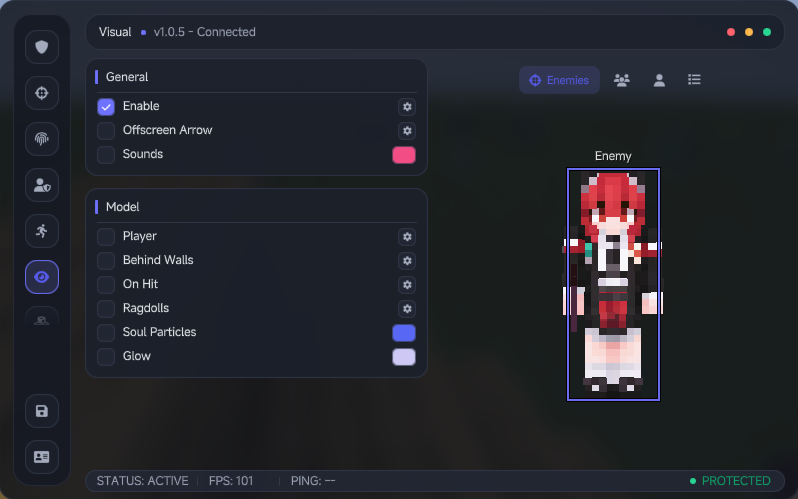 Visual • v1.0.5 - Connected
General
Enable
Offscreen Arrow
Sounds
Model
Player
Behind Walls
On Hit
Ragdolls
Soul Particles
Glow
Enemies
Enemy
STATUS: ACTIVE
FPS: 101
PING: --
PROTECTED